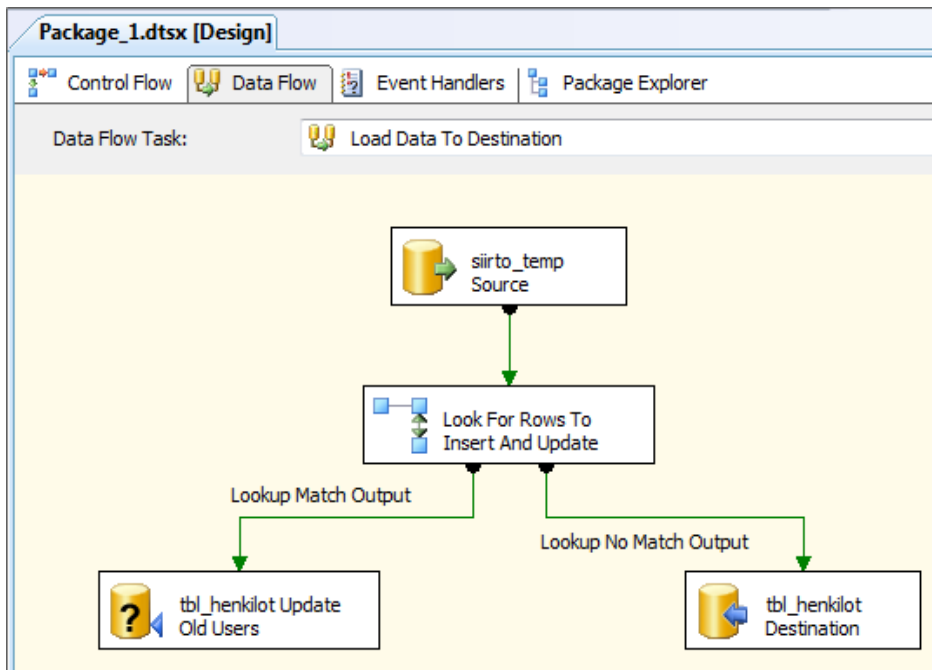 Package_1.dtsx [Design]
Control Flow
Data Flow
Event Handlers
Package Explorer
Data Flow Task:
Load Data To Destination
siirto_temp
Source
Look For Rows To
Insert And Update
Lookup Match Output
Lookup No Match Output
tbl_henkilot Update
Old Users
tbl_henkilot
Destination